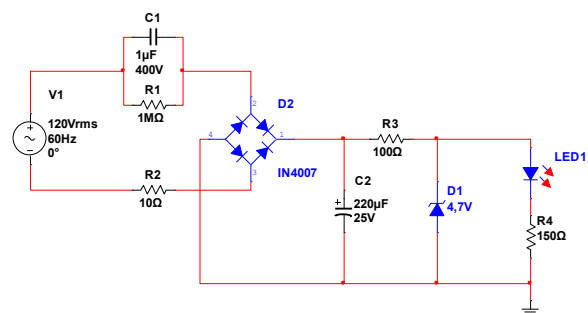 C1
1µF
400V
R1
1MΩ
V1
120Vrms
60Hz
0°
R2
10Ω
D2
2
4
1
3
IN4007
R3
100Ω
C2
220µF
25V
D1
4,7V
LED1
R4
150Ω